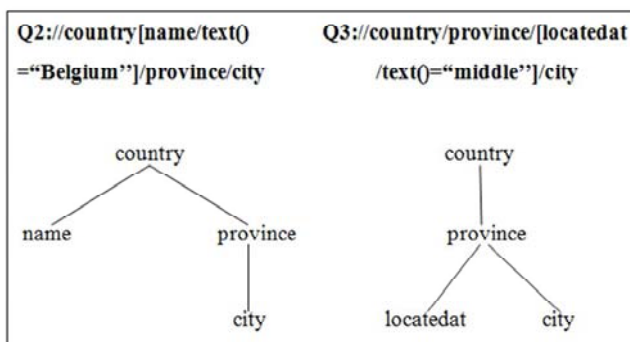 Q2://country[name/text()
=“Belgium’’]/province/city
Q3://country/province/[locatedat
/text()=“middle’’]/city
country
name
province
city
country
province
locatedat
city